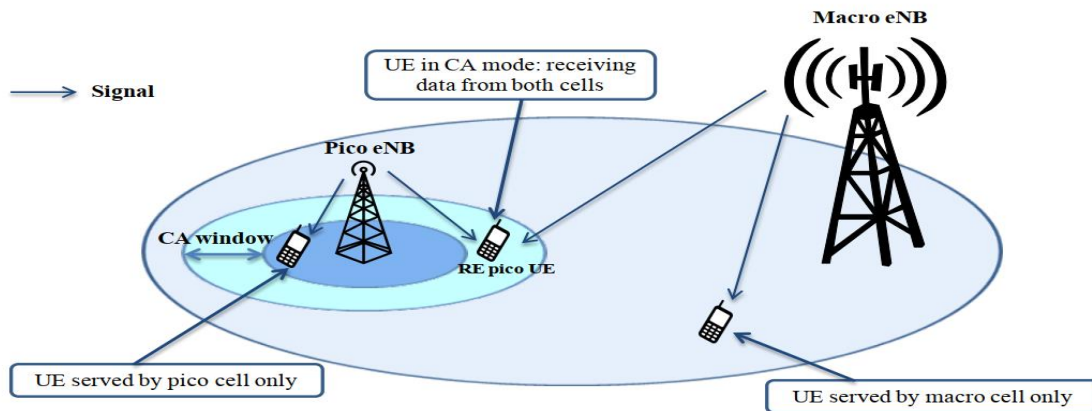 Macro eNB
UE in CA mode: receiving
data from both cells
Signal
Pico eNB
CA window
RE pico UE
UE served by pico cell only
UE served by macro cell only